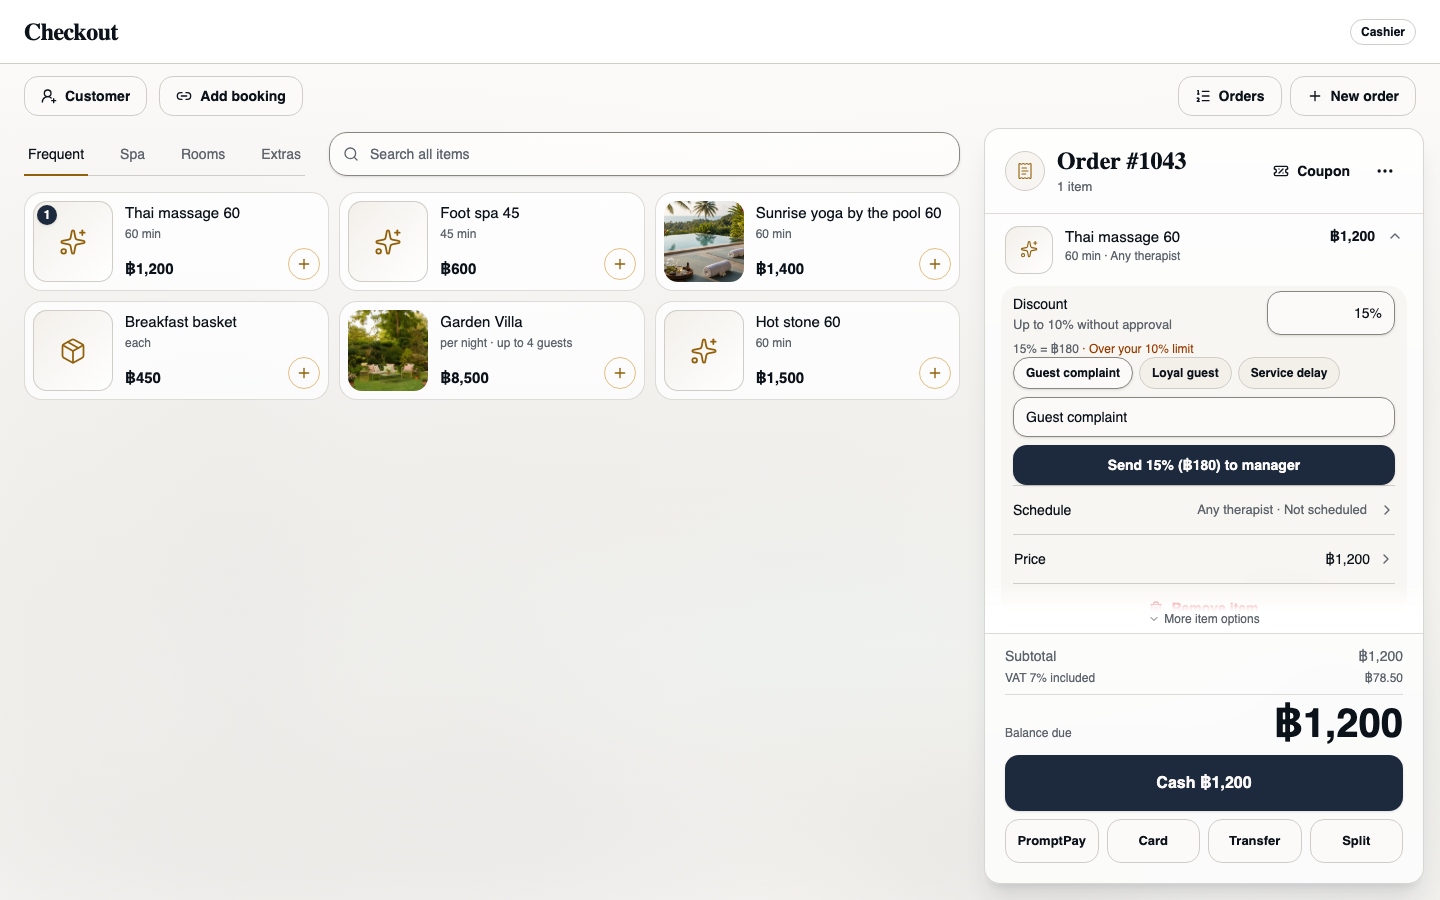 Checkout
Cashier
Customer
Add booking
Orders
New order
Frequent
Spa
Rooms
Extras
Search all items
1
Thai massage 60
60 min
฿1,200
Foot spa 45
45 min
฿600
Sunrise yoga by the pool 60
60 min
฿1,400
Breakfast basket
each
฿450
Garden Villa
per night · up to 4 guests
฿8,500
Hot stone 60
60 min
฿1,500
Order #1043
1 item
Coupon
Thai massage 60
60 min · Any therapist
฿1,200
Discount
Up to 10% without approval
15%
15% = ฿180 · Over your 10% limit
Guest complaint
Loyal guest
Service delay
Guest complaint
Send 15% (฿180) to manager
Schedule
Any therapist · Not scheduled
Price
฿1,200
Remove item
More item options
Subtotal
฿1,200
VAT 7% included
฿78.50
Balance due
฿1,200
Cash ฿1,200
PromptPay
Card
Transfer
Split